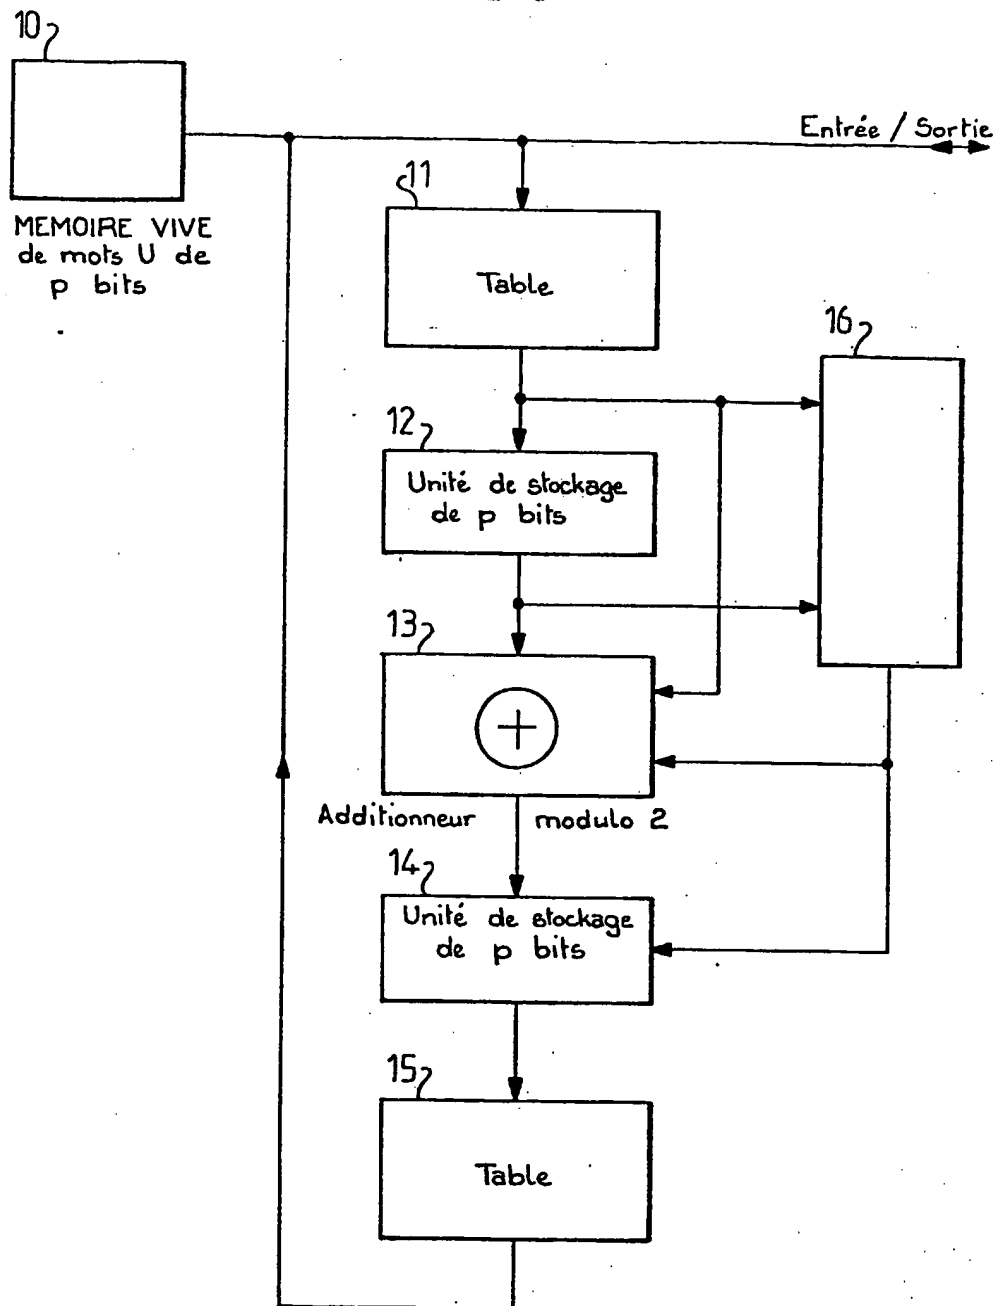 10
Entrée / Sortie
11
MEMOIRE VIVE
de mots U de
p bits
Table
16
12
Unité de stockage
de p bits
13
+
Additionneur modulo 2
14
Unité de stockage
de p bits
15
Table